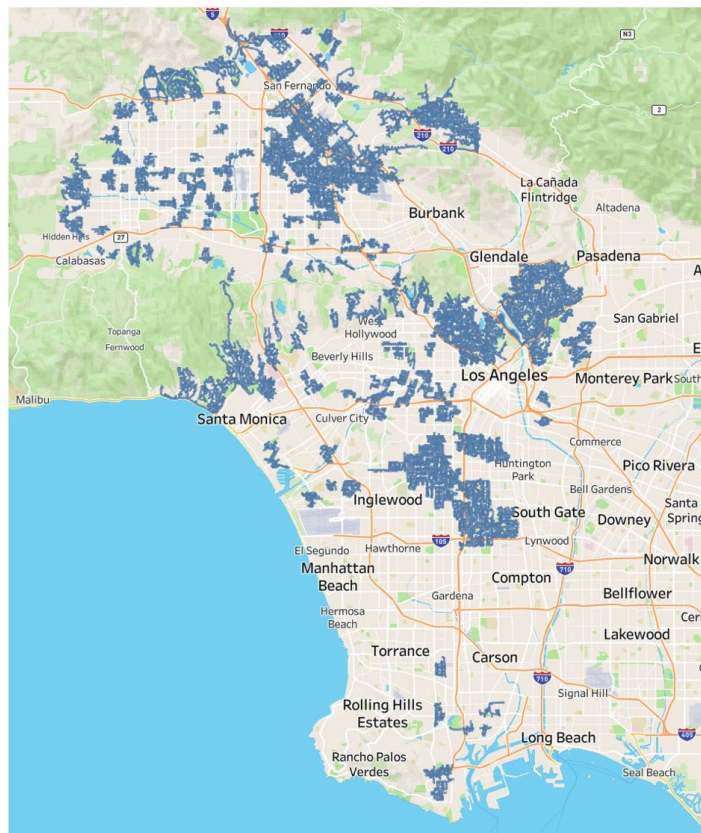 5
N3
210
San Fernando
2
210
210
La Cañada
Flintridge
Altadena
Burbank
Hidden Hills
27
Calabasas
Glendale
Pasadena
A
West
Hollywood
San Gabriel
Topanga
Fernwood
Beverly Hills
E
Los Angeles
Monterey Park
South
Malibu
Santa Monica
Culver City
Commerce
Huntington
Park
Pico Rivera
Bell Gardens
Inglewood
South Gate
Downey
Santa
Spring
El Segundo
Hawthorne
105
Lynwood
Norwalk
Manhattan
Beach
710
Compton
Bellflower
Gardena
Hermosa
Beach
Cerr
Lakewood
Torrance
Carson
710
Signal Hill
Rolling Hills
Estates
Long Beach
405
Rancho Palos
Verdes
Seal Beach